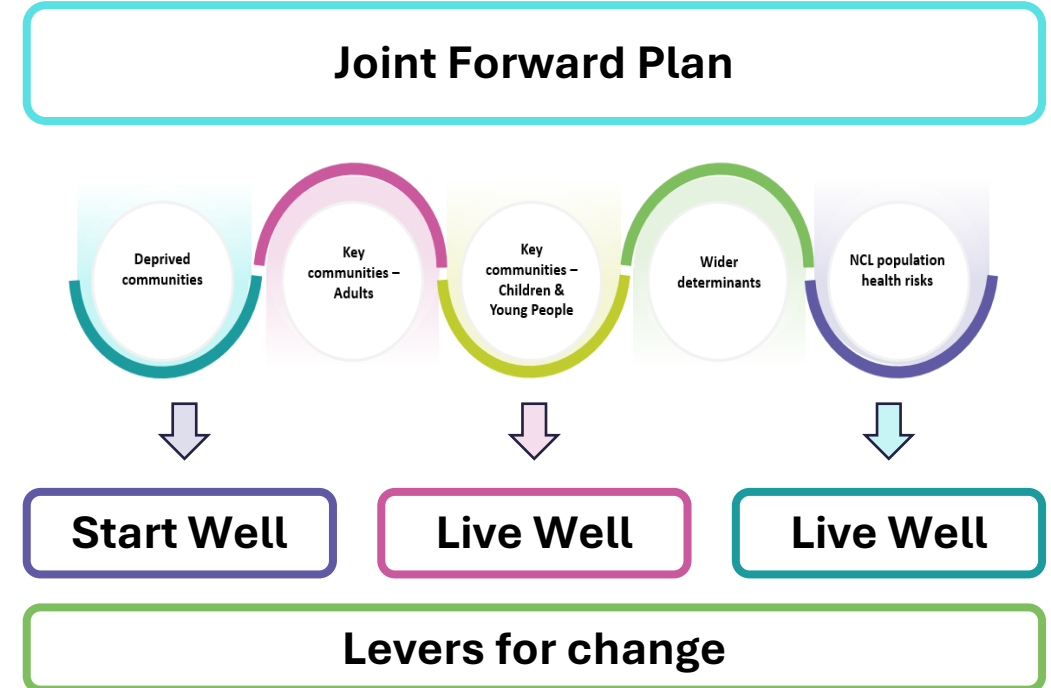 Joint Forward Plan
Deprived
communities
Key
communities –
Adults
Key
communities –
Children &
Young People
Wider
determinants
NCL population
health risks
Start Well
Live Well
Live Well
Levers for change